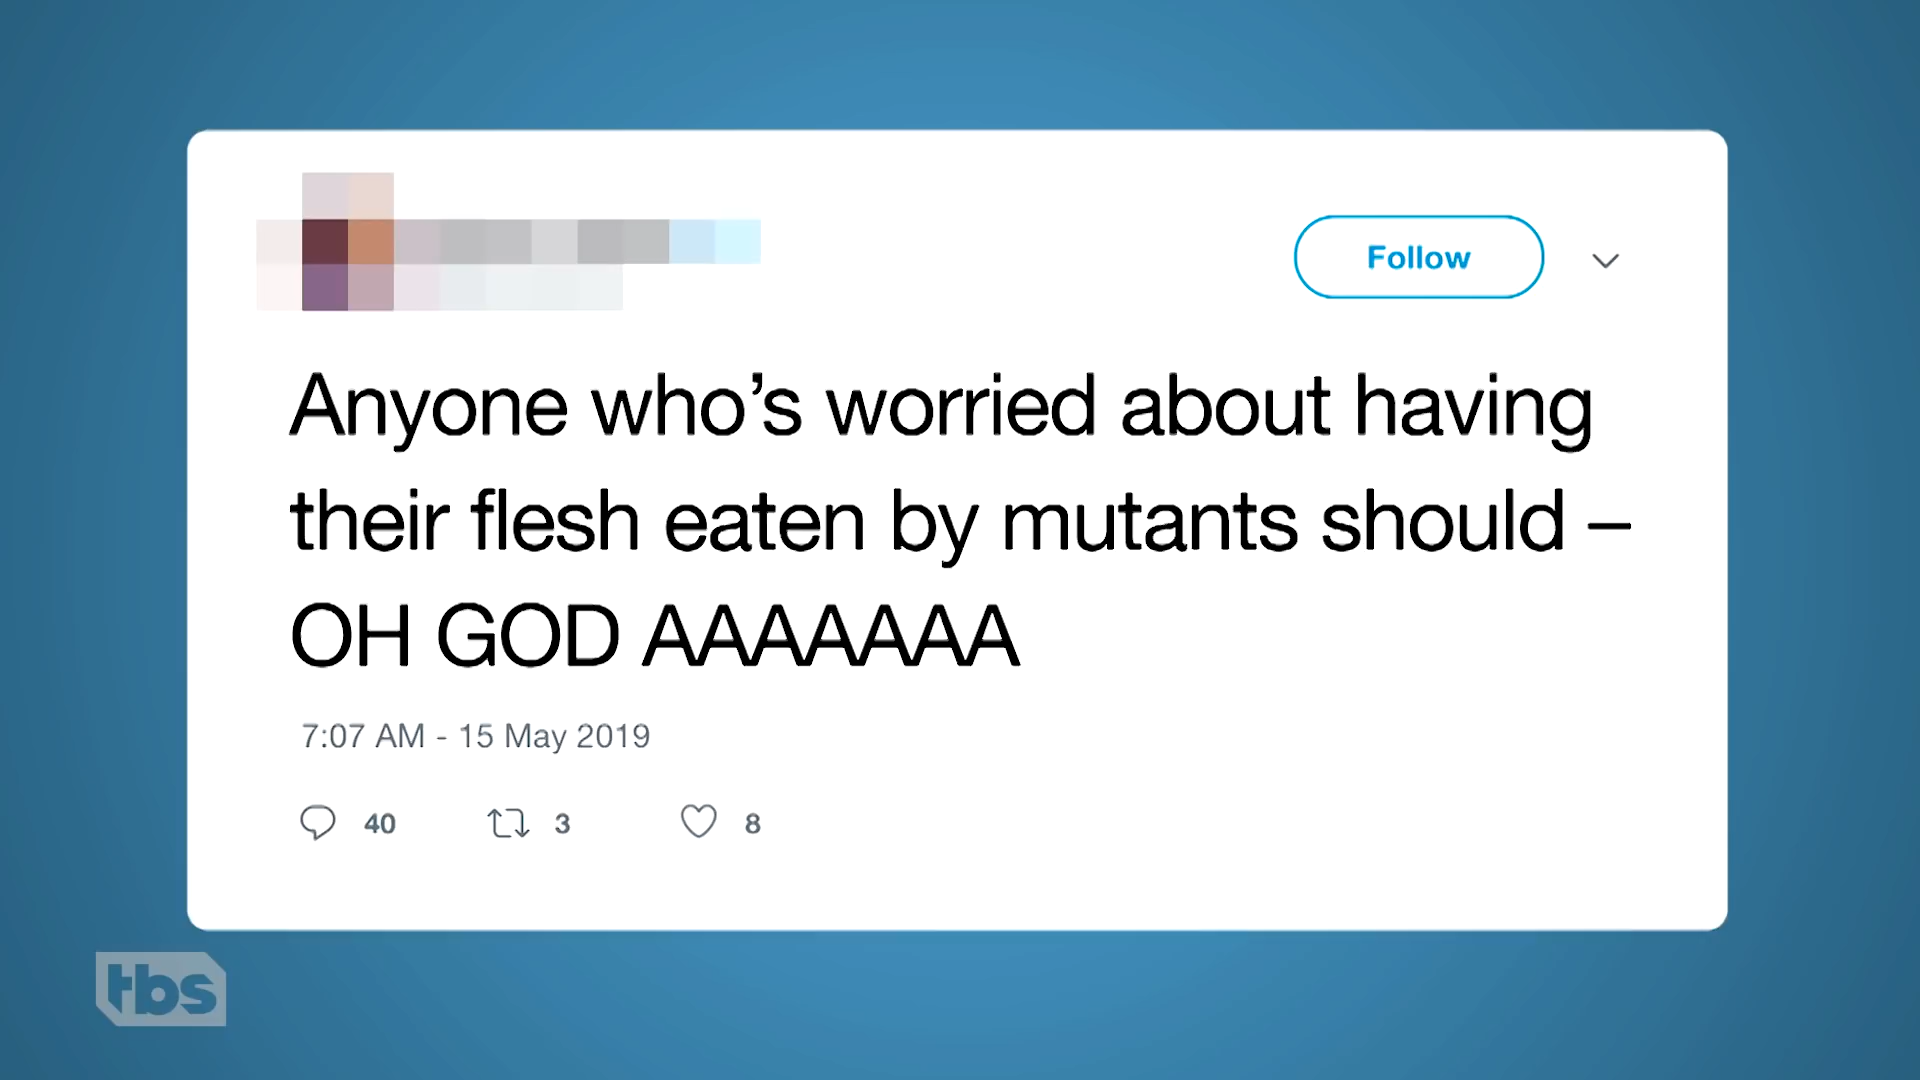 Follow
Anyone who’s worried about having
their flesh eaten by mutants should –
OH GOD AAAAAAA
7:07 AM - 15 May 2019
40 3 8
tbs